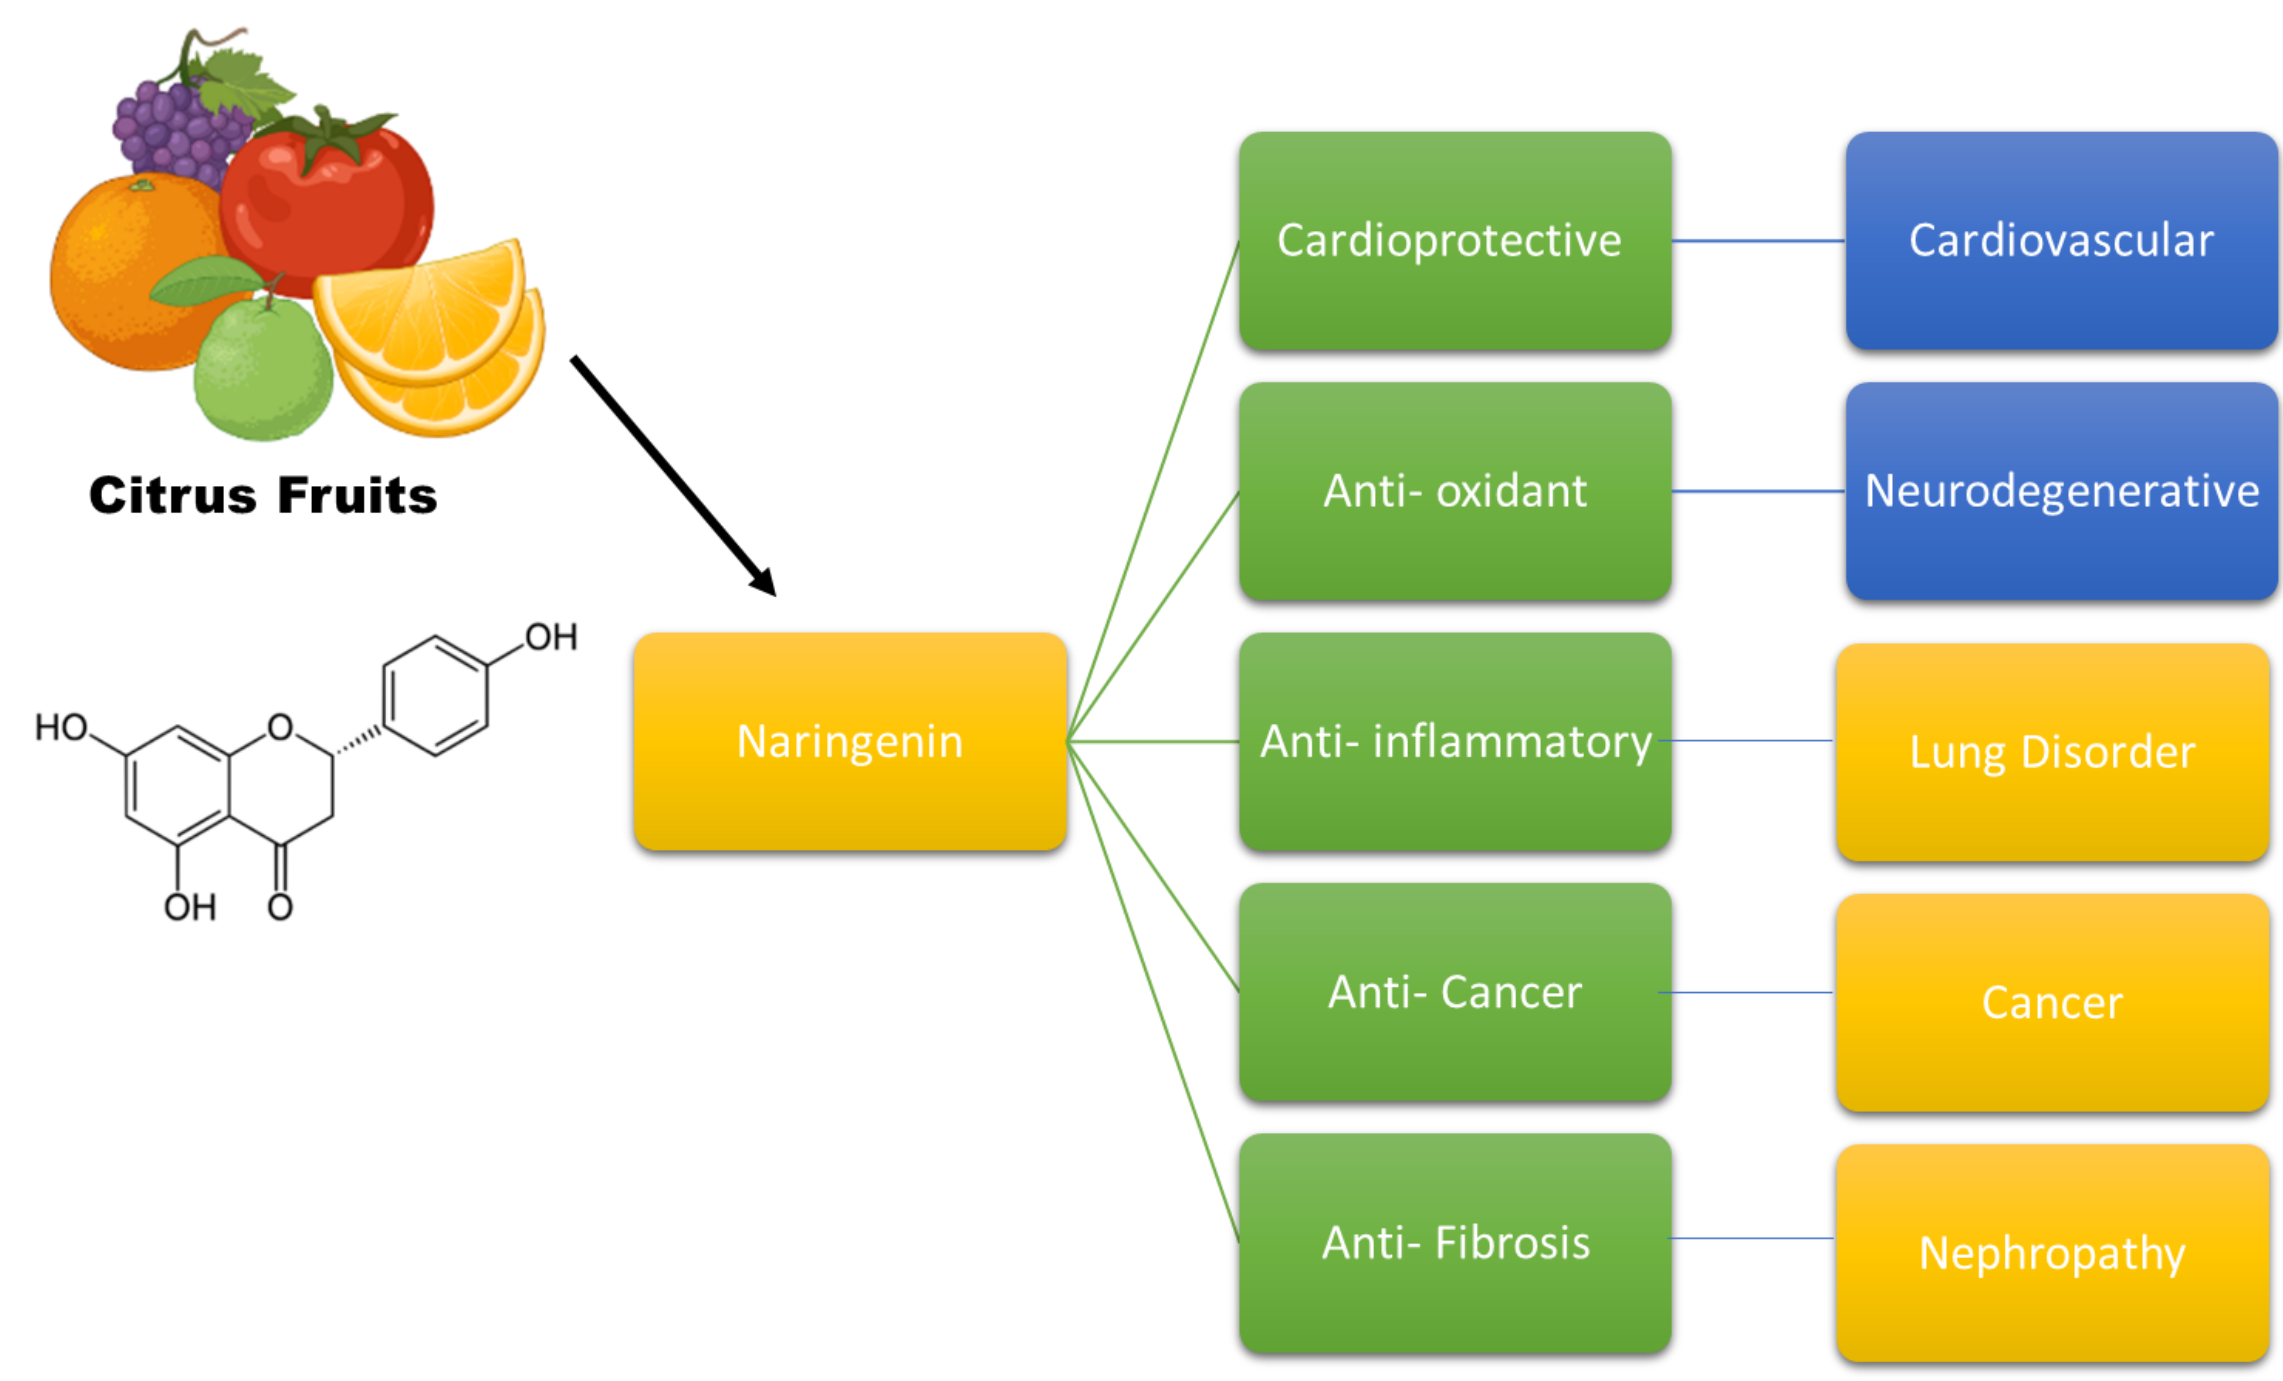 Citrus Fruits
OH
HO
O
OH
O
Naringenin
Cardioprotective
Cardiovascular
Anti- oxidant
Neurodegenerative
Anti- inflammatory
Lung Disorder
Anti- Cancer
Cancer
Anti- Fibrosis
Nephropathy